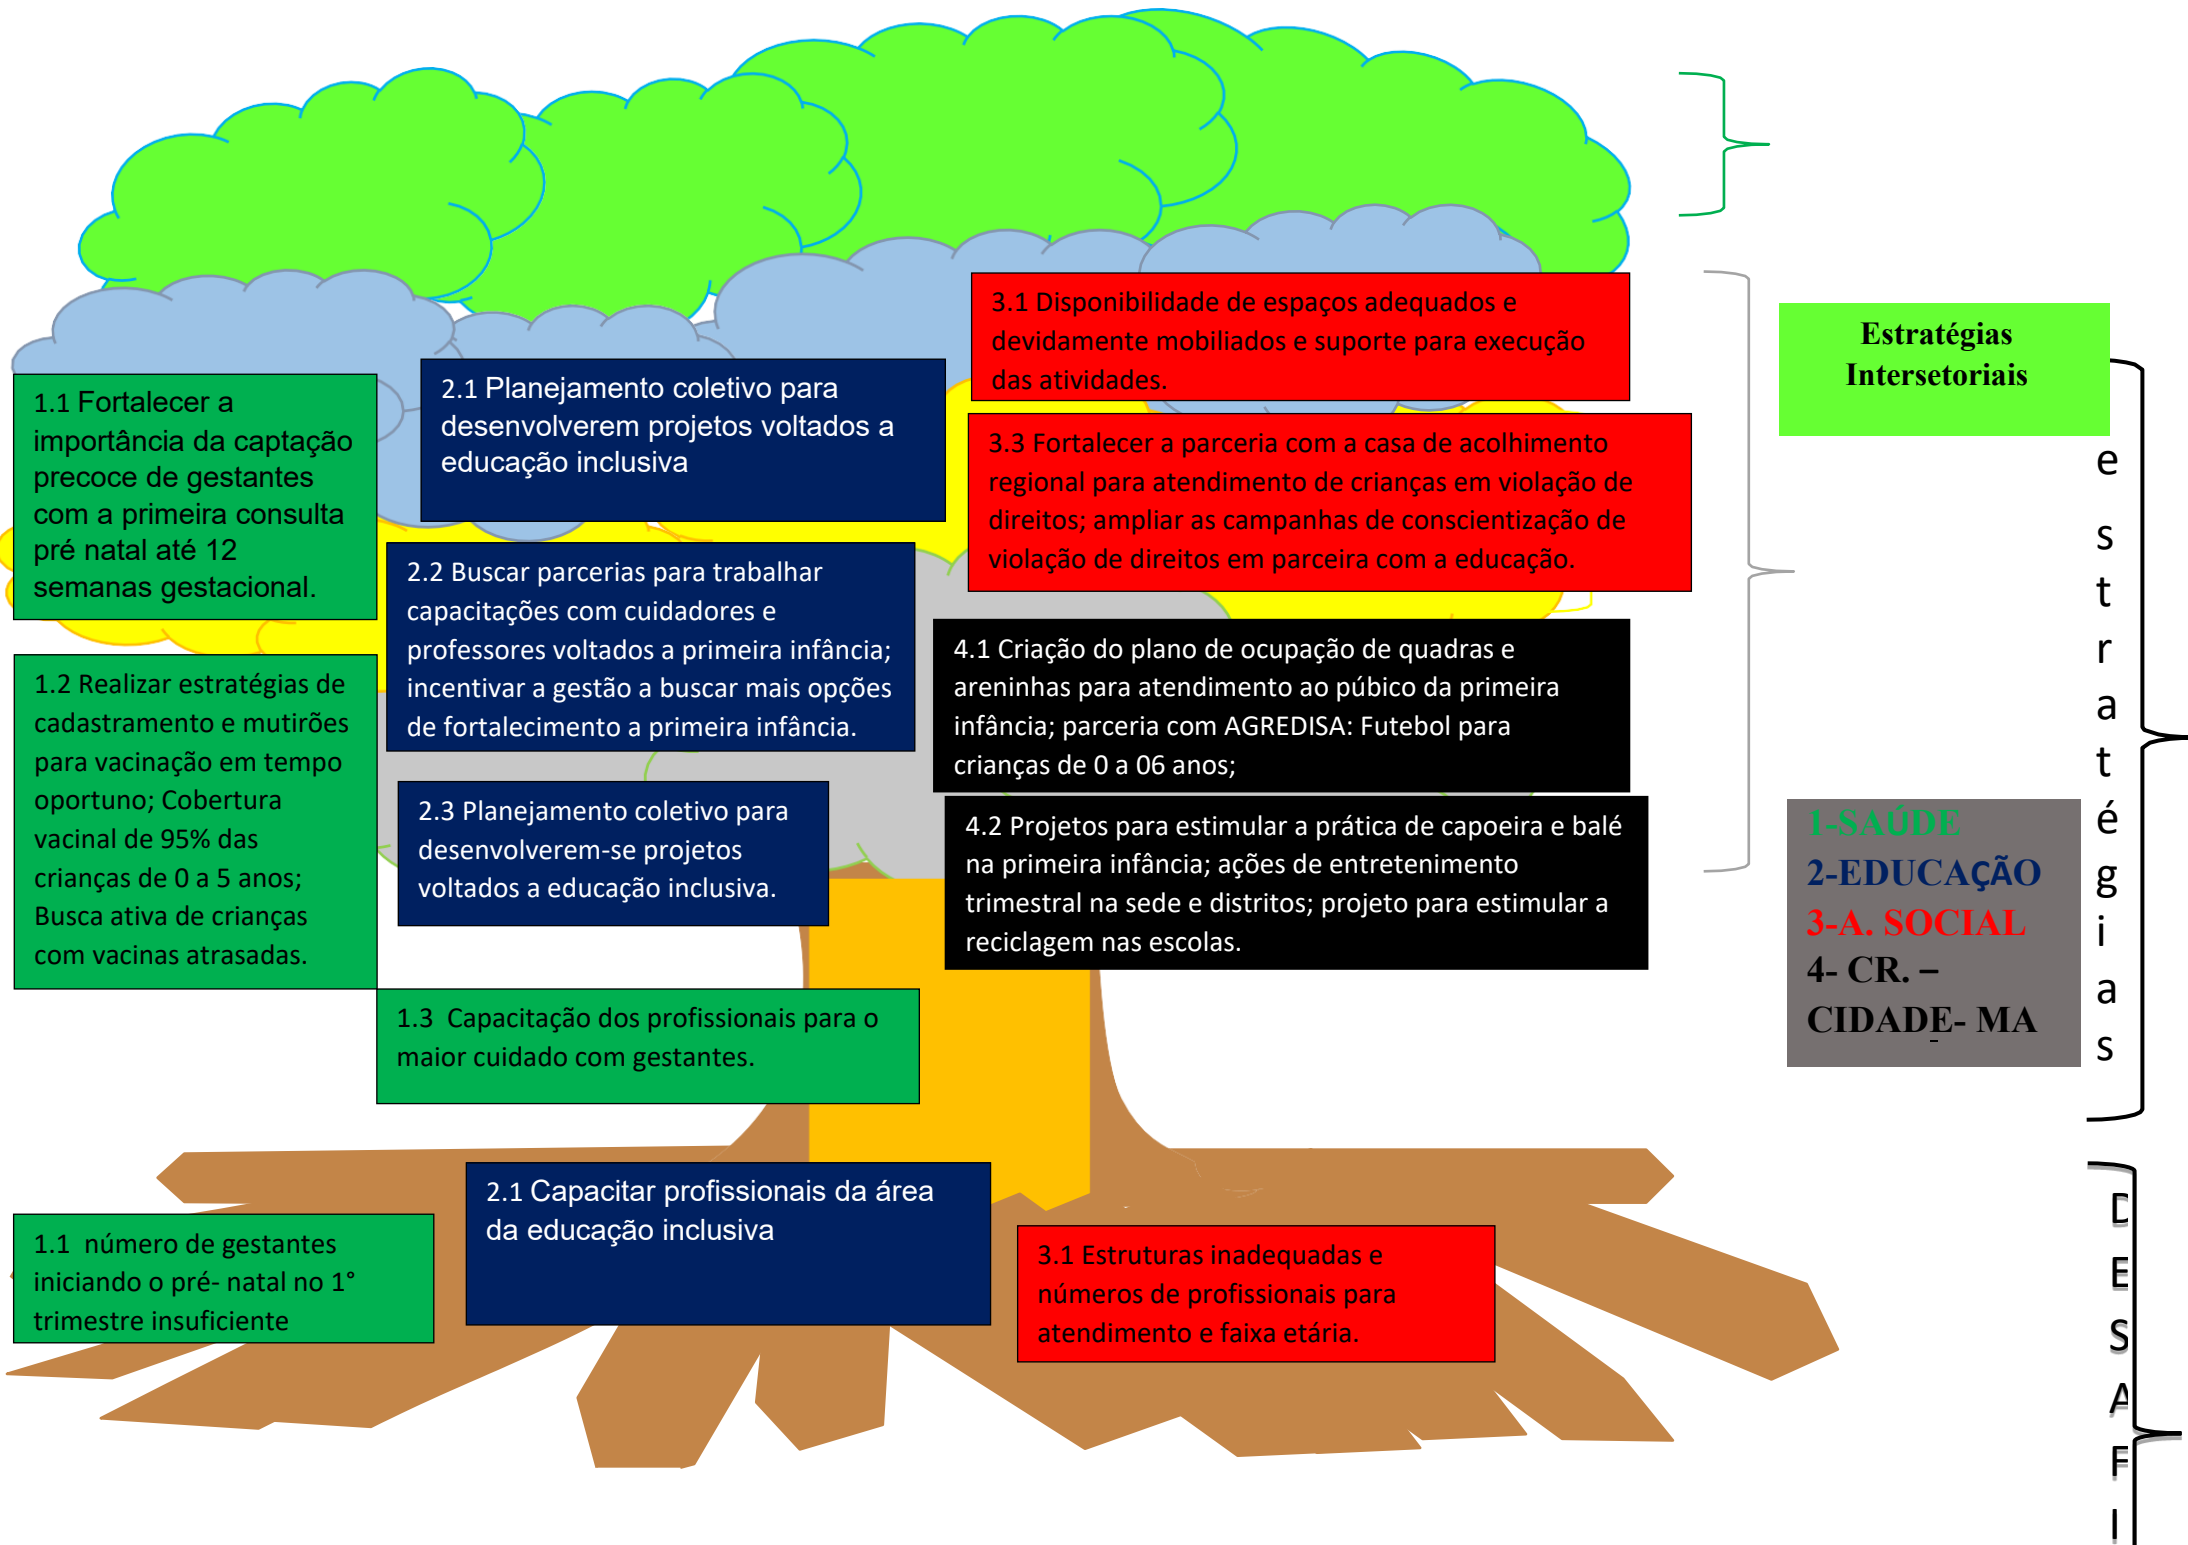 3.1 Disponibilidade de espaços adequados e
devidamente mobiliados e suporte para execução
das atividades.
Estratégias
Intersetoriais
1.1 Fortalecer a
importância da captação
precoce de gestantes
com a primeira consulta
pré natal até 12
semanas gestacional.
2.1 Planejamento coletivo para
desenvolverem projetos voltados a
educação inclusiva
3.3 Fortalecer a parceria com a casa de acolhimento
regional para atendimento de crianças em violação de
direitos; ampliar as campanhas de conscientização de
violação de direitos em parceira com a educação.
2.2 Buscar parcerias para trabalhar
capacitações com cuidadores e
professores voltados a primeira infância;
incentivar a gestão a buscar mais opções
de fortalecimento a primeira infância.
4.1 Criação do plano de ocupação de quadras e
areninhas para atendimento ao púbico da primeira
infância; parceria com AGREDISA: Futebol para
crianças de 0 a 06 anos;
1.2 Realizar estratégias de
cadastramento e mutirões
para vacinação em tempo
oportuno; Cobertura
vacinal de 95% das
crianças de 0 a 5 anos;
Busca ativa de crianças
com vacinas atrasadas.
2.3 Planejamento coletivo para
desenvolverem-se projetos
voltados a educação inclusiva.
4.2 Projetos para estimular a prática de capoeira e balé
na primeira infância; ações de entretenimento
trimestral na sede e distritos; projeto para estimular a
reciclagem nas escolas.
1-SAÚDE
2-EDUCAÇÃO
3-A. SOCIAL
4- CR. –
CIDADE- MA
e
s
t
r
a
t
é
g
i
a
s
1.3 Capacitação dos profissionais para o
maior cuidado com gestantes.
1.1 número de gestantes
iniciando o pré- natal no 1°
trimestre insuficiente
2.1 Capacitar profissionais da área
da educação inclusiva
3.1 Estruturas inadequadas e
números de profissionais para
atendimento e faixa etária.
D
E
S
A
F
I